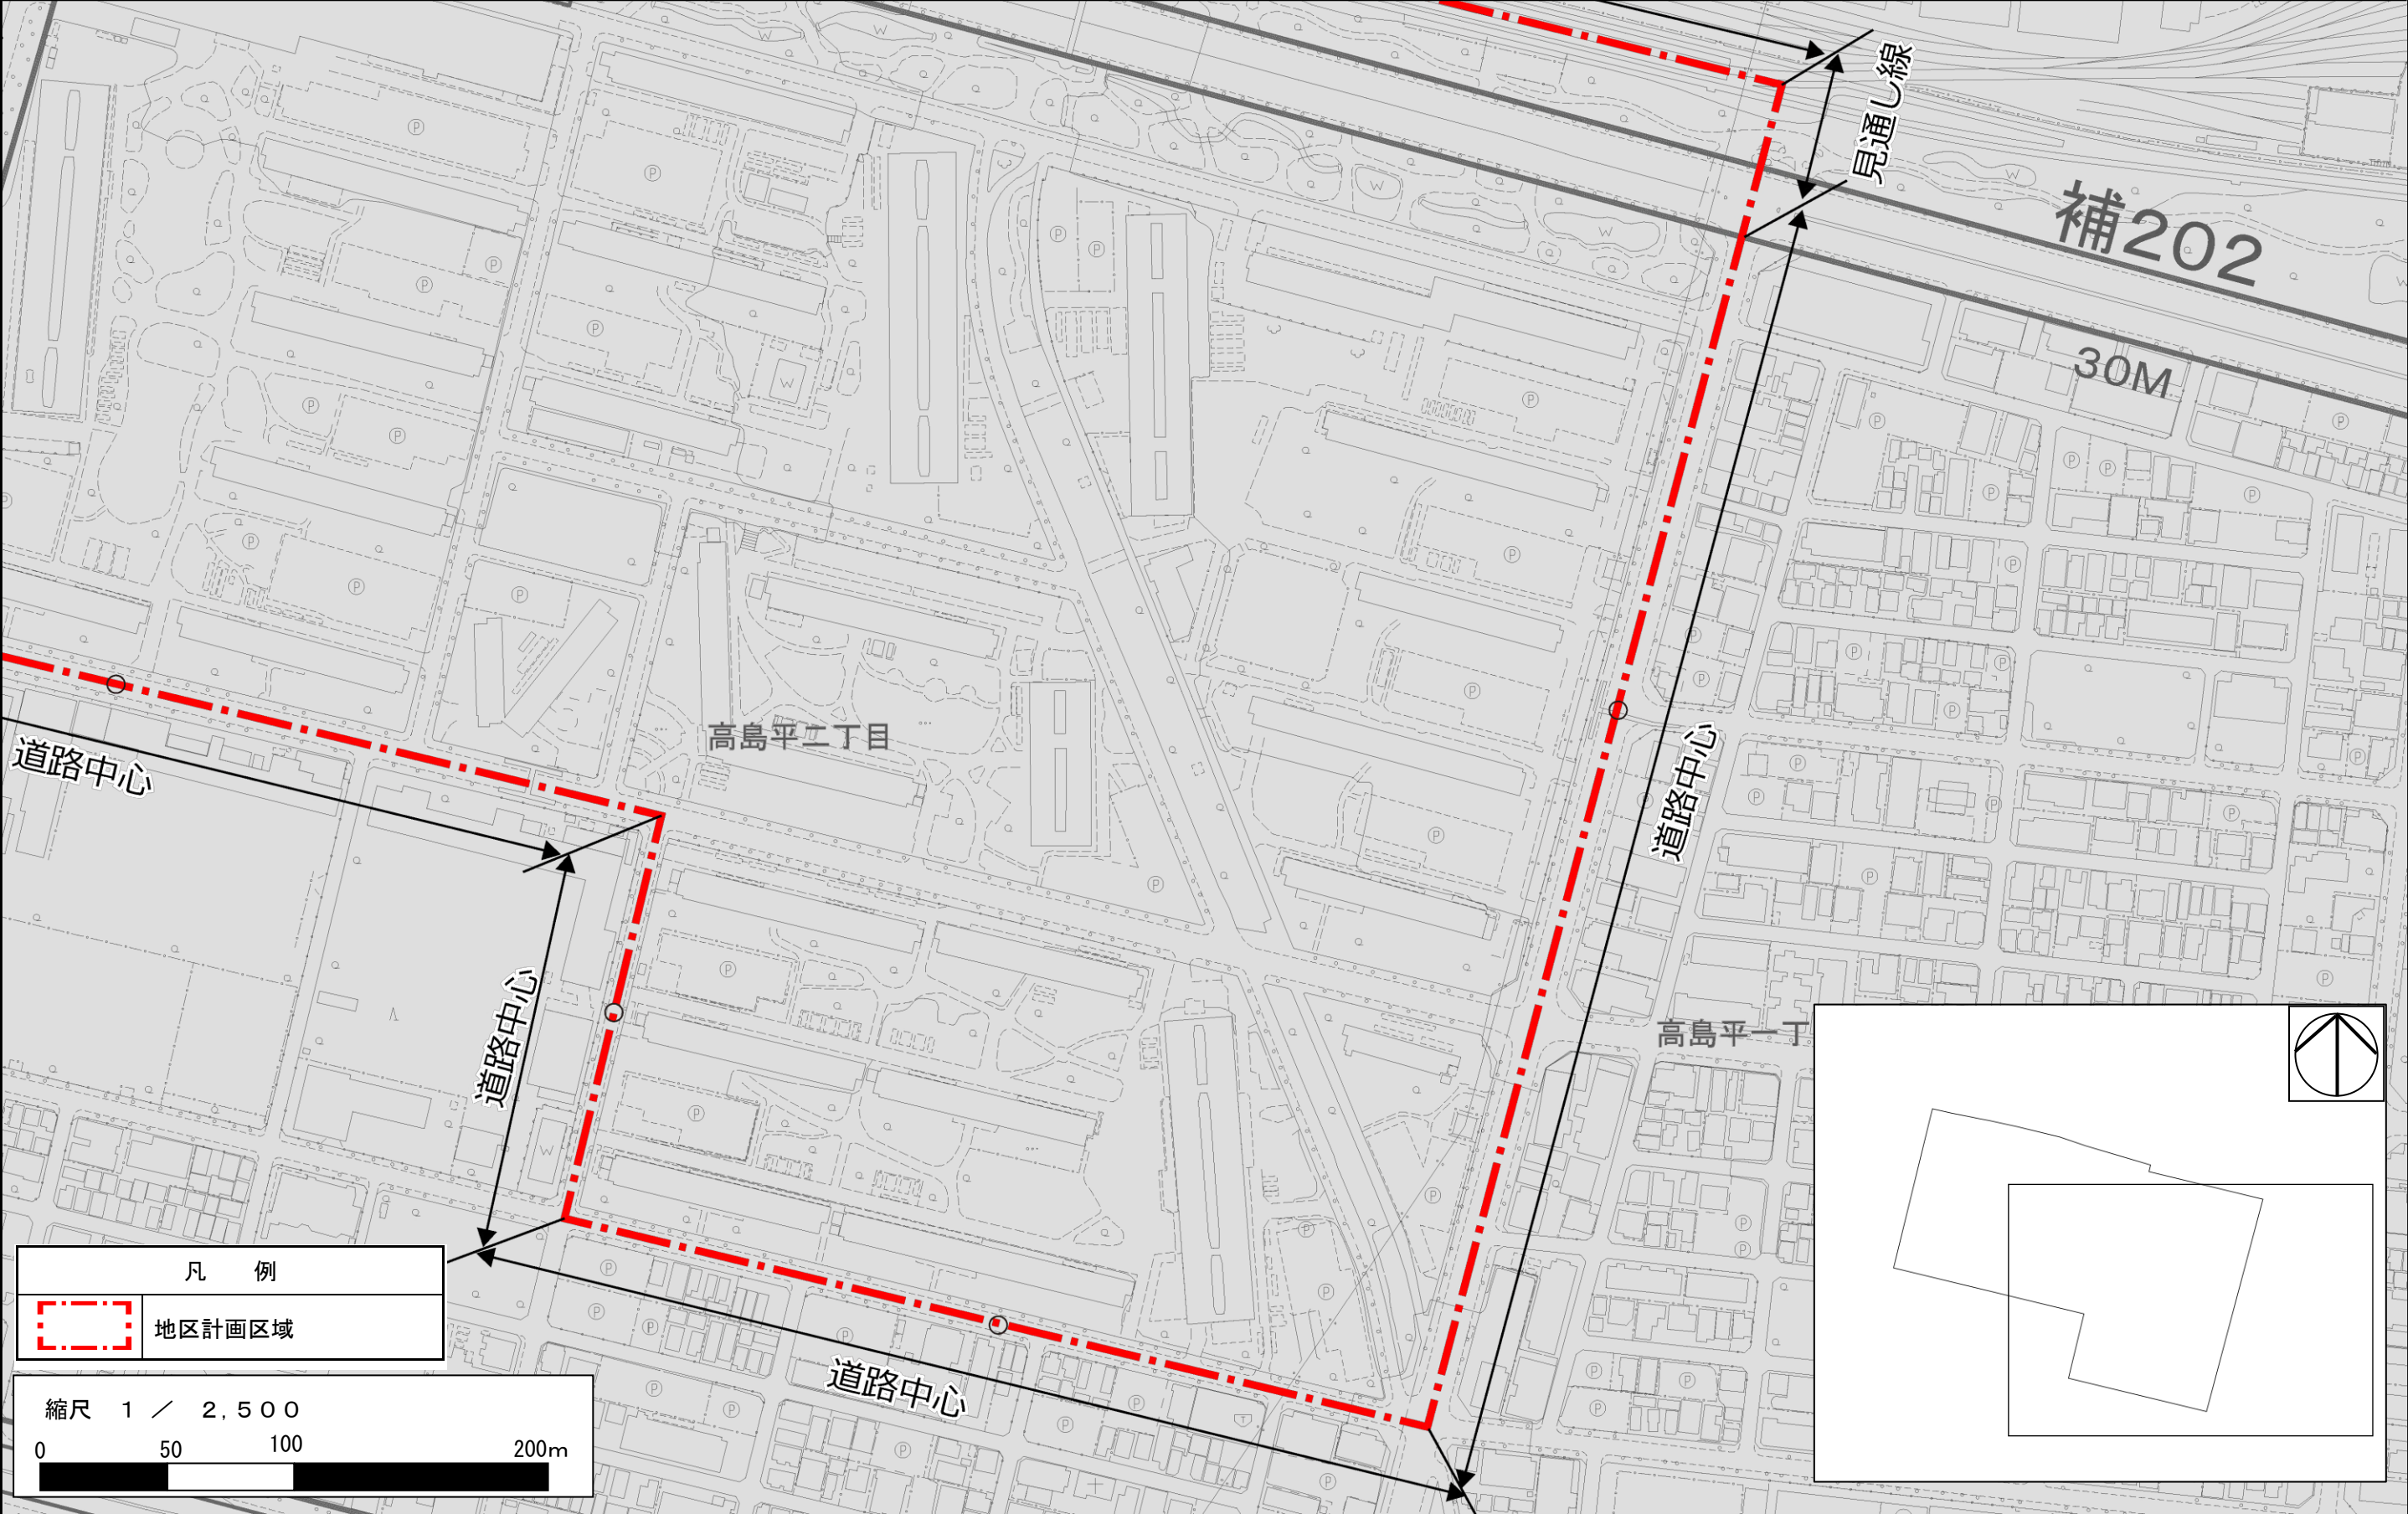 見通し線
補202
30M
道路中心
高島平二丁目
道路中心
道路中心
高島平一丁
道路中心
凡　例
地区計画区域
縮尺　１ ／ ２,５００
0 50 100 200m